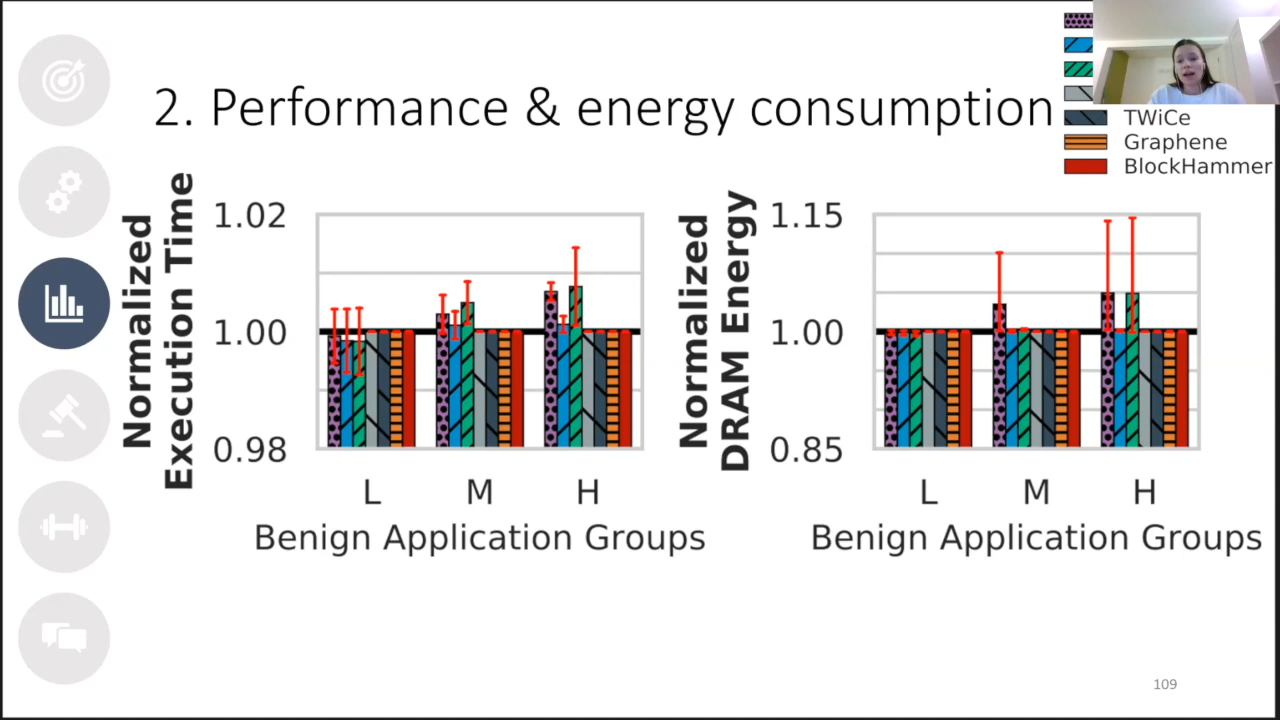 2. Performance & energy consumption
TWiCe
Graphene
BlockHammer
Normalized
Execution Time
1.02
1.00
0.98
L M H
Benign Application Groups
Normalized
DRAM Energy
1.15
1.00
0.85
L M H
Benign Application Groups
109